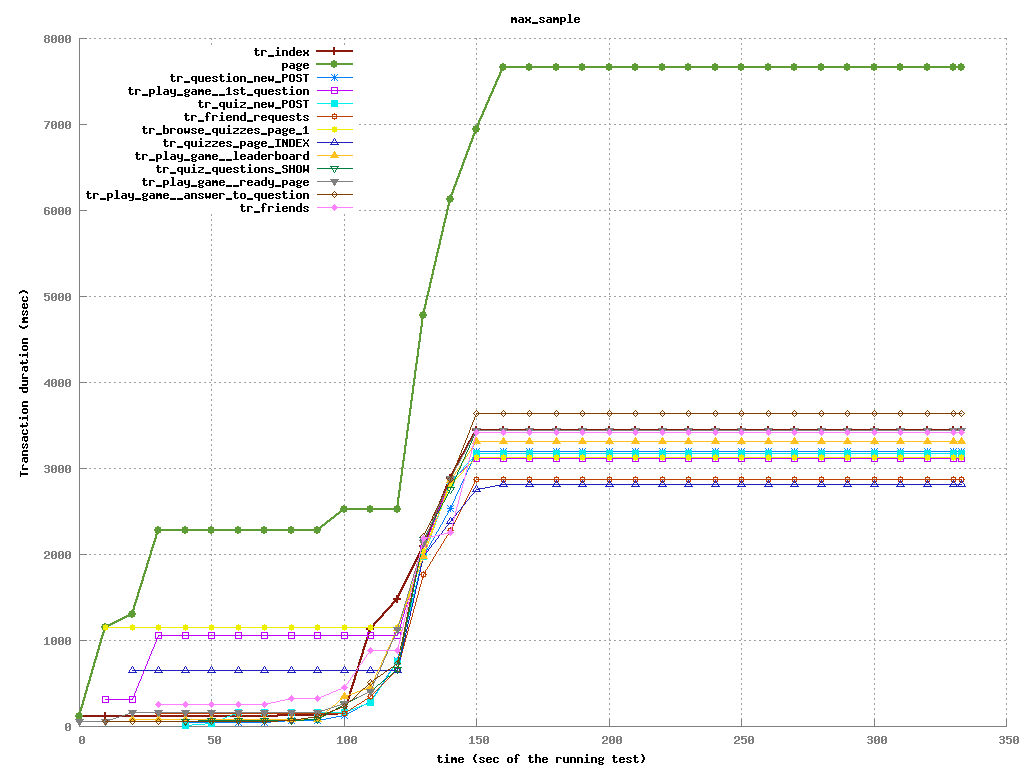 max_sample
8000
7000
6000
5000
4000
3000
2000
1000
0
Transaction duration (msec)
tr_index
page
tr_question_new_POST
tr_play_game__1st_question
tr_quiz_new_POST
tr_friend_requests
tr_browse_quizzes_page_1
tr_quizzes_page_INDEX
tr_play_game__leaderboard
tr_quiz_questions_SHOW
tr_play_game__ready_page
tr_play_game__answer_to_question
tr_friends
0 50 100 150 200 250 300 350
time (sec of the running test)